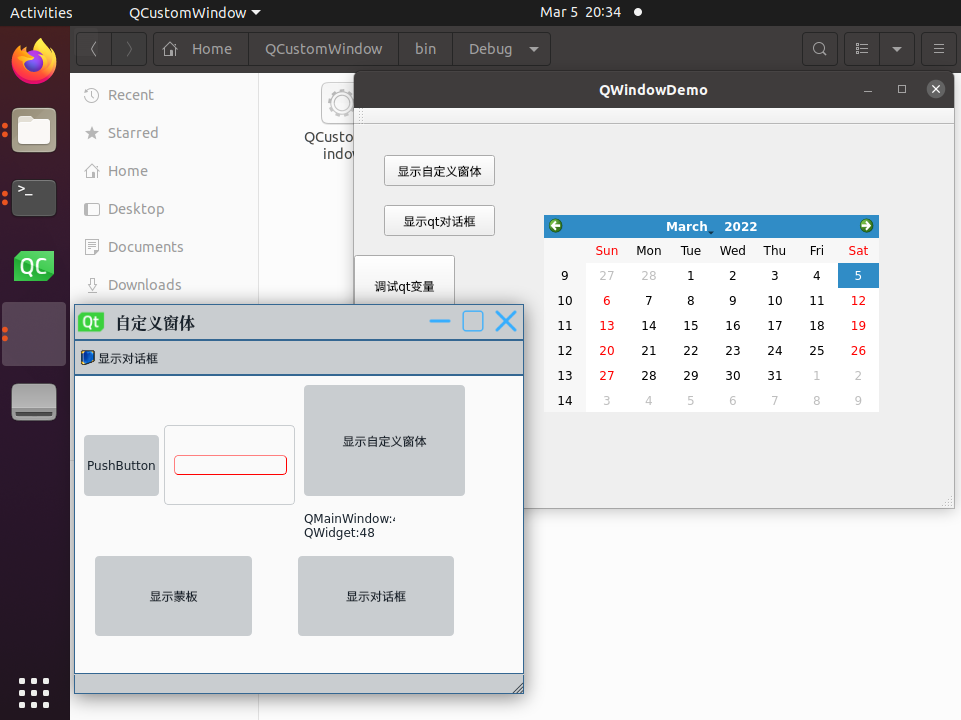 Activities
QCustomWindow
Mar 5 20:34
Home
QCustomWindow
bin
Debug
Recent
Starred
Home
Desktop
Documents
Downloads
QC
>_
QWindowDemo
显示自定义窗体
显示qt对话框
调试qt变量
March 2022
Sun Mon Tue Wed Thu Fri Sat
9 27 28 1 2 3 4 5
10 6 7 8 9 10 11 12
11 13 14 15 16 17 18 19
12 20 21 22 23 24 25 26
13 27 28 29 30 31 1 2
14 3 4 5 6 7 8 9
Qt 自定义窗体
显示对话框
PushButton
显示自定义窗体
QMainWindow:
QWidget:48
显示蒙板
显示对话框